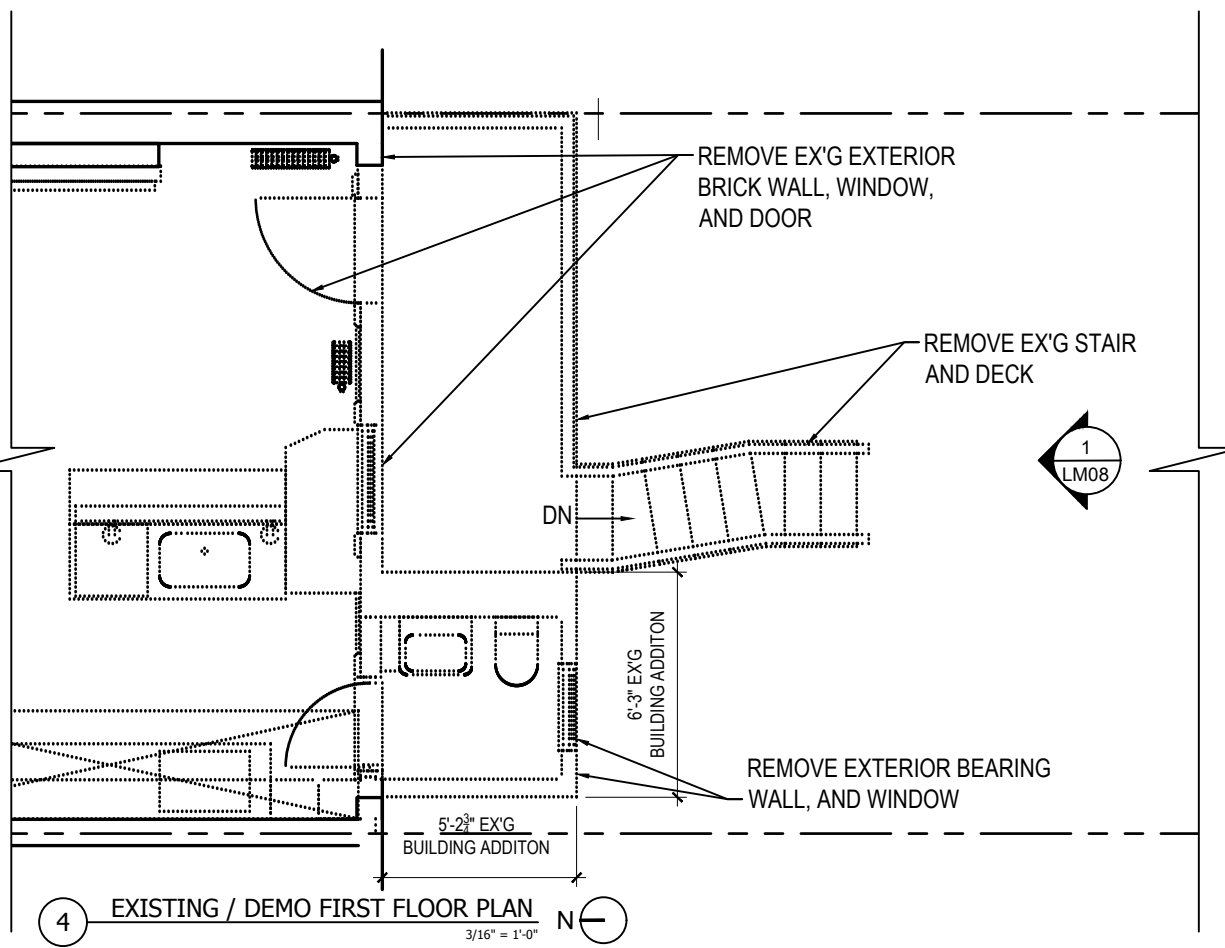 REMOVE EX'G EXTERIOR
BRICK WALL, WINDOW,
AND DOOR
REMOVE EX'G STAIR
AND DECK
1
LM08
DN
6'-3" EX'G
BUILDING ADDITON
REMOVE EXTERIOR BEARING
WALL, AND WINDOW
5'-2¾" EX'G
BUILDING ADDITON
4
EXISTING / DEMO FIRST FLOOR PLAN
3/16" = 1'-0"
N